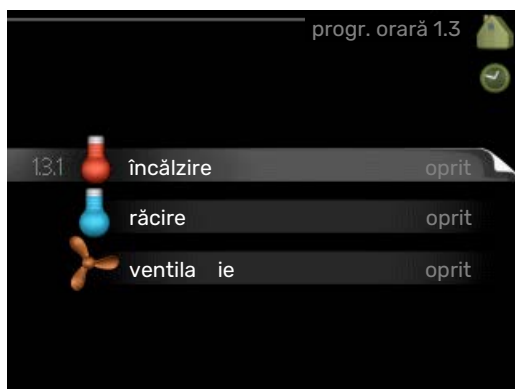 progr. orară 1.3
1.3.1 încălzire oprit
răcire oprit
ventila ie oprit